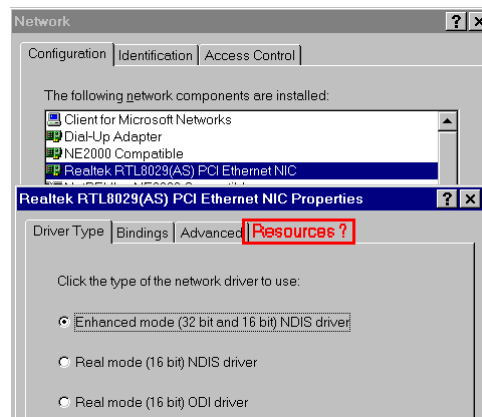 Network
Configuration Identification Access Control
The following network components are installed:
Client for Microsoft Networks
Dial-Up Adapter
NE2000 Compatible
Realtek RTL8029(AS) PCI Ethernet NIC
Realtek RTL8029(AS) PCI Ethernet NIC Properties
Driver Type Bindings Advanced Resources ?
Click the type of the network driver to use:
Enhanced mode (32 bit and 16 bit) NDIS driver
Real mode (16 bit) NDIS driver
Real mode (16 bit) ODI driver